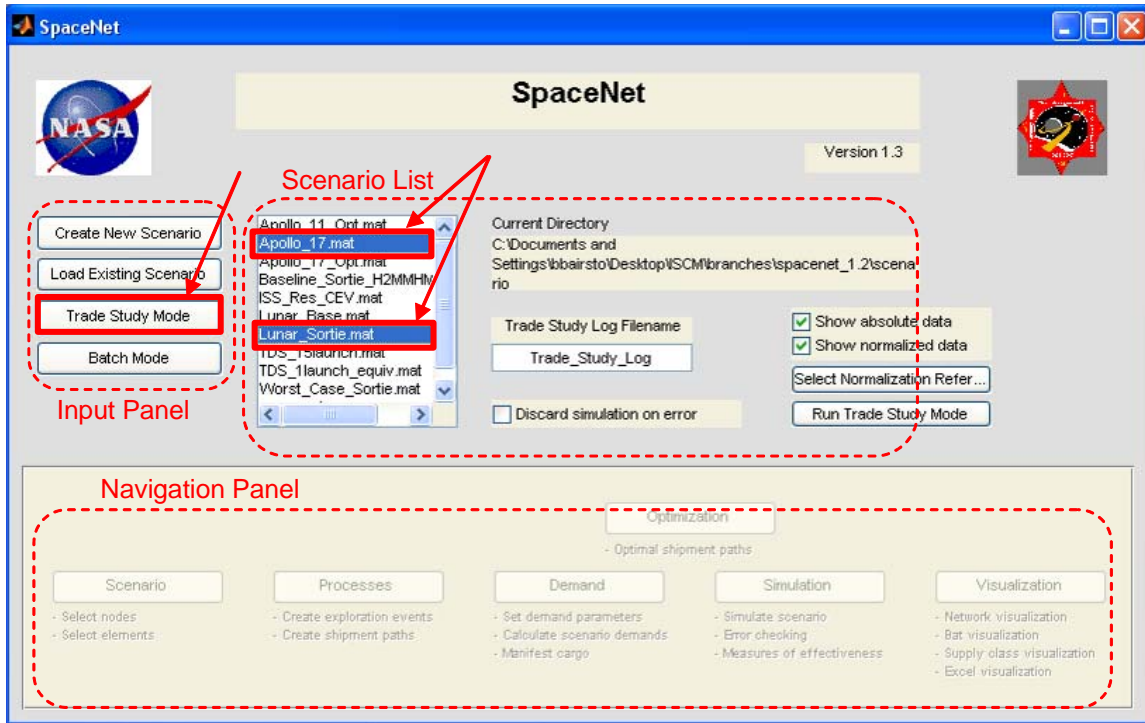 SpaceNet
NASA
SpaceNet
Version 1.3
Scenario List
Create New Scenario
Load Existing Scenario
Trade Study Mode
Batch Mode
Input Panel
Apollo_11_Opt.mat
Apollo_17.mat
Apollo_17_Opt.mat
Baseline_Sortie_H2MMHM
ISS_Res_CEV.mat
Lunar_Base.mat
Lunar_Sortie.mat
TDS_15launch.mat
TDS_1launch_equiv.mat
Worst_Case_Sortie.mat
Current Directory
C:\Documents and
Settings\bbairsto\Desktop\ISCM\branches\spacenet_1.2\scena
rio
Trade Study Log Filename
Trade_Study_Log
Discard simulation on error
Show absolute data
Show normalized data
Select Normalization Refer...
Run Trade Study Mode
Navigation Panel
Optimization
- Optimal shipment paths
Scenario
- Select nodes
- Select elements
Processes
- Create exploration events
- Create shipment paths
Demand
- Set demand parameters
- Calculate scenario demands
- Manifest cargo
Simulation
- Simulate scenario
- Error checking
- Measures of effectiveness
Visualization
- Network visualization
- Bat visualization
- Supply class visualization
- Excel visualization